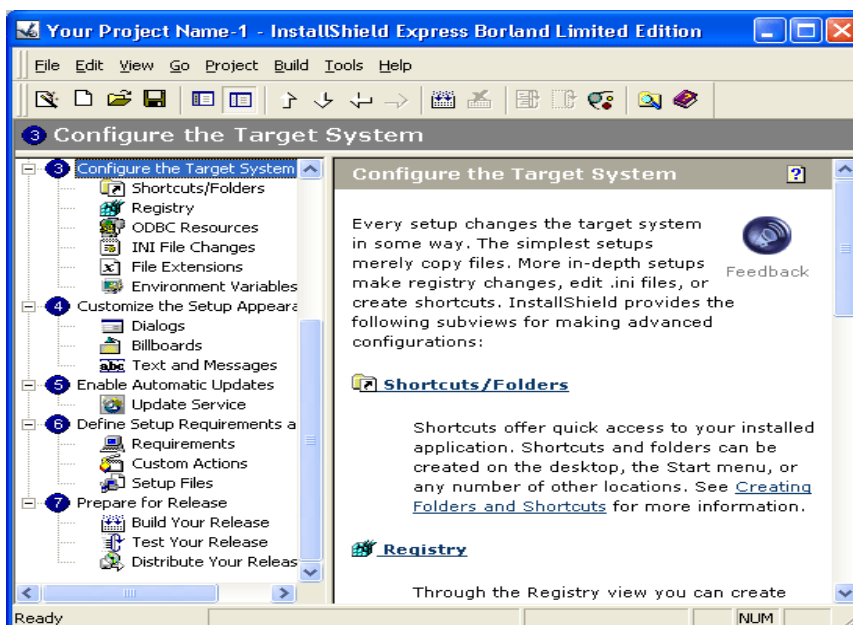 Your Project Name-1 - InstallShield Express Borland Limited Edition
File Edit View Go Project Build Tools Help
3 Configure the Target System
3 Configure the Target System
Shortcuts/Folders
Registry
ODBC Resources
INI File Changes
File Extensions
Environment Variables
4 Customize the Setup Appeara
Dialogs
Billboards
abc Text and Messages
5 Enable Automatic Updates
Update Service
6 Define Setup Requirements a
Requirements
Custom Actions
Setup Files
7 Prepare for Release
Build Your Release
Test Your Release
Distribute Your Releas
Configure the Target System ?
Every setup changes the target system
in some way. The simplest setups
merely copy files. More in-depth setups
make registry changes, edit .ini files, or
create shortcuts. InstallShield provides the
following subviews for making advanced
configurations:
Feedback
Shortcuts/Folders
Shortcuts offer quick access to your installed
application. Shortcuts and folders can be
created on the desktop, the Start menu, or
any number of other locations. See Creating
Folders and Shortcuts for more information.
Registry
Through the Registry view you can create
Ready NUM